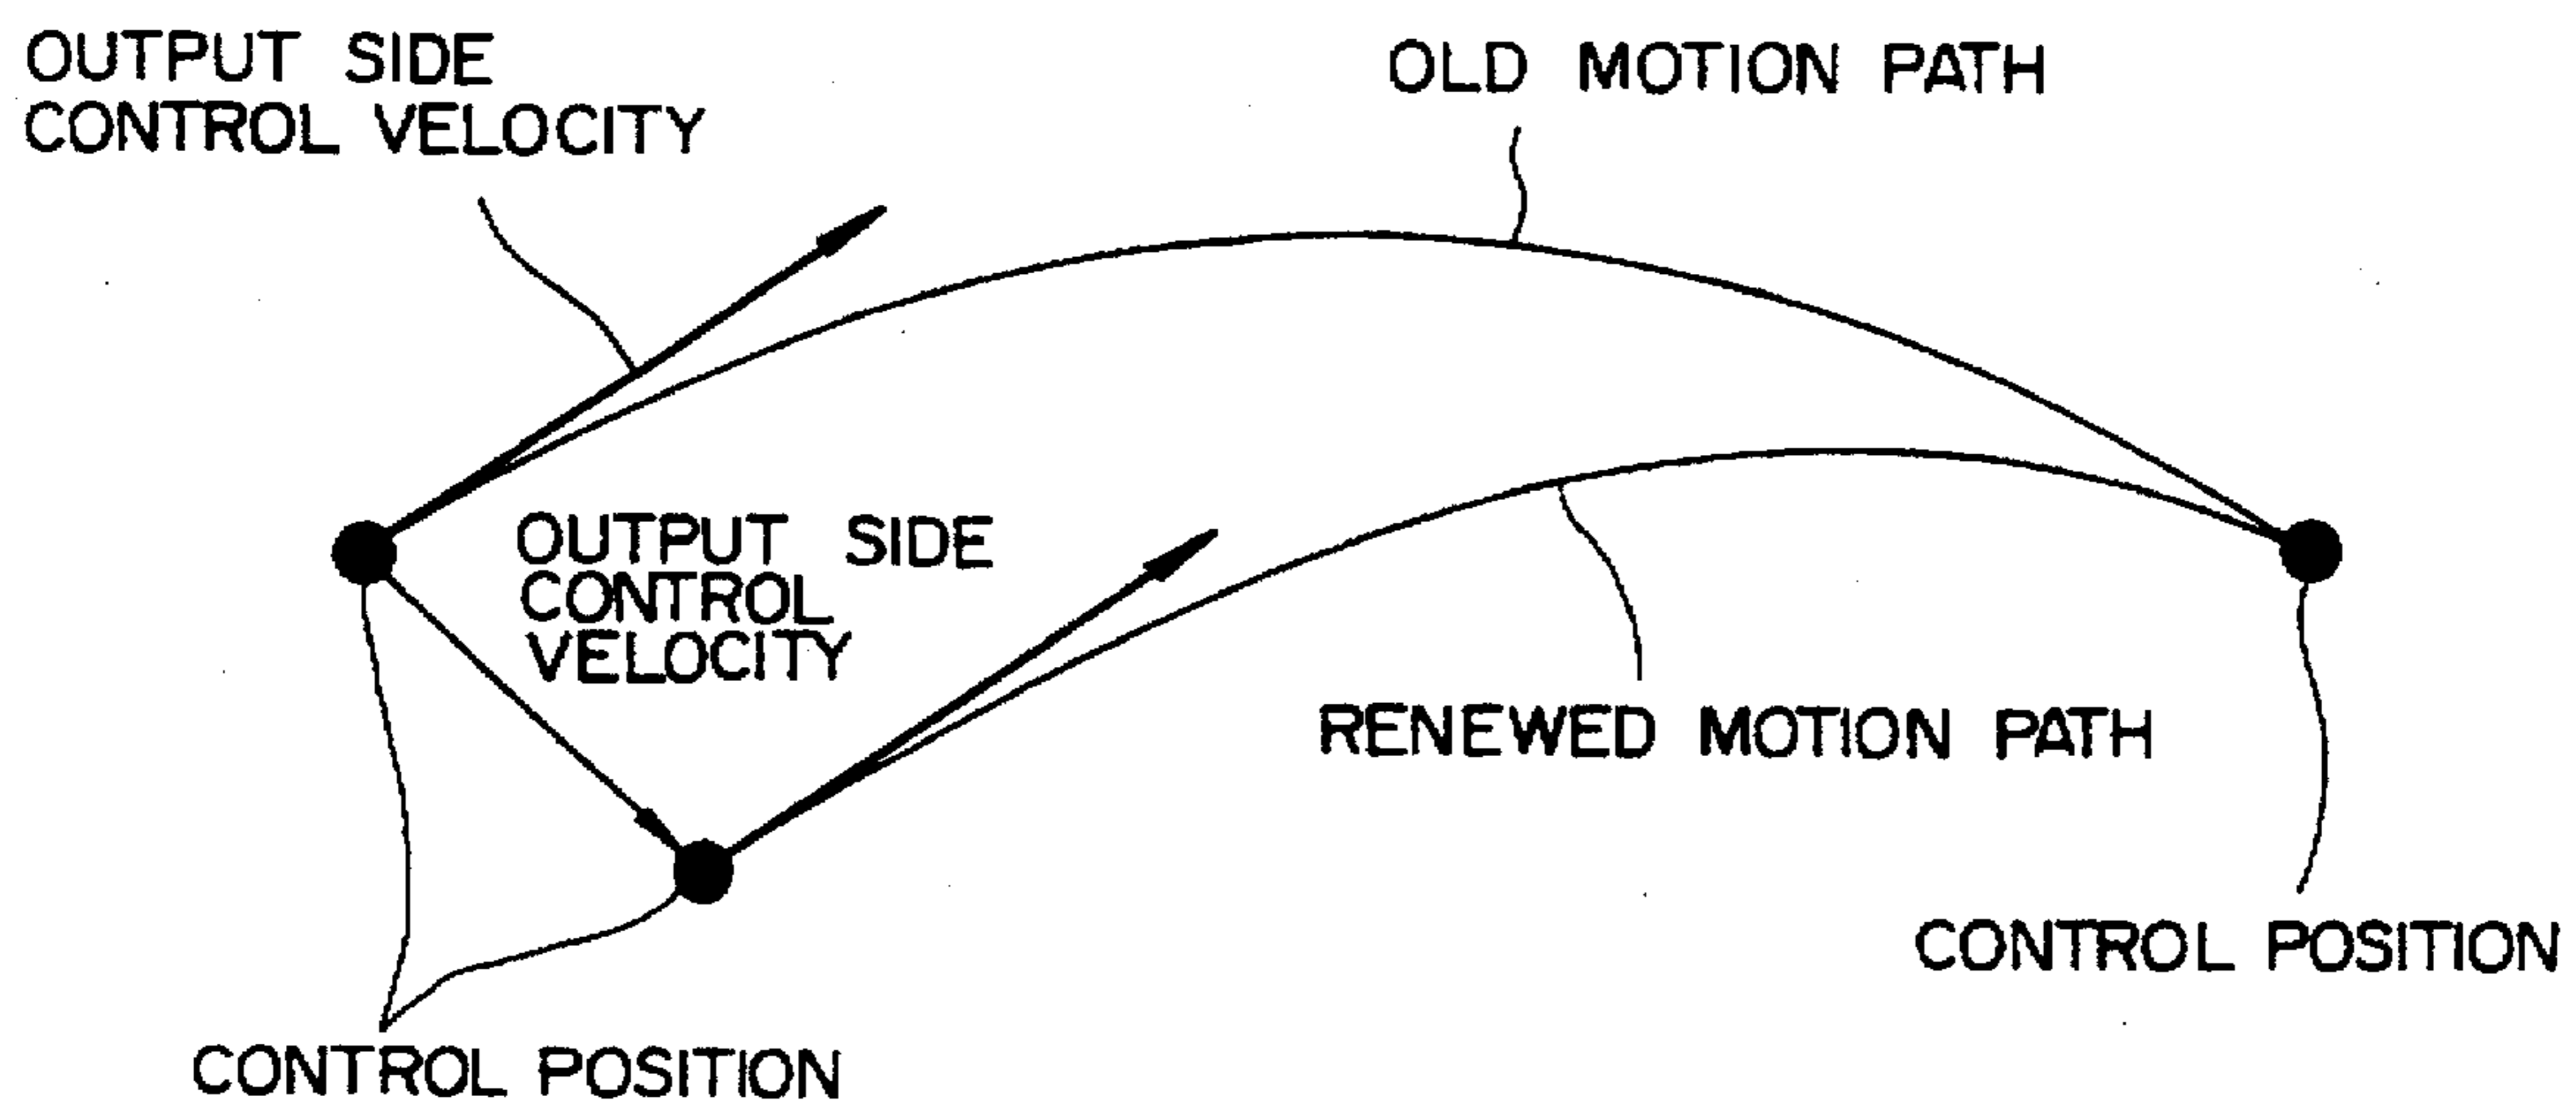 OUTPUT SIDE
CONTROL VELOCITY
OLD MOTION PATH
OUTPUT SIDE
CONTROL
VELOCITY
RENEWED MOTION PATH
CONTROL POSITION
CONTROL POSITION